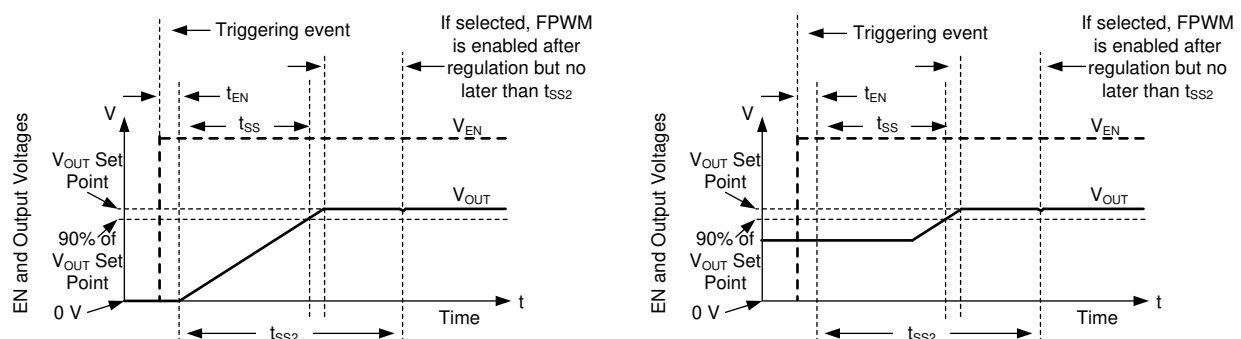 Triggering event
If selected, FPWM
is enabled after
regulation but no
later than tSS2
tEN
tSS
V
VEN
EN and Output Voltages
VOUT Set
Point
VOUT
90% of
VOUT Set
Point
0 V
t
Time
tSS2
Triggering event
If selected, FPWM
is enabled after
regulation but no
later than tSS2
tEN
tSS
V
VEN
EN and Output Voltages
VOUT Set
Point
VOUT
90% of
VOUT Set
Point
0 V
t
Time
tSS2